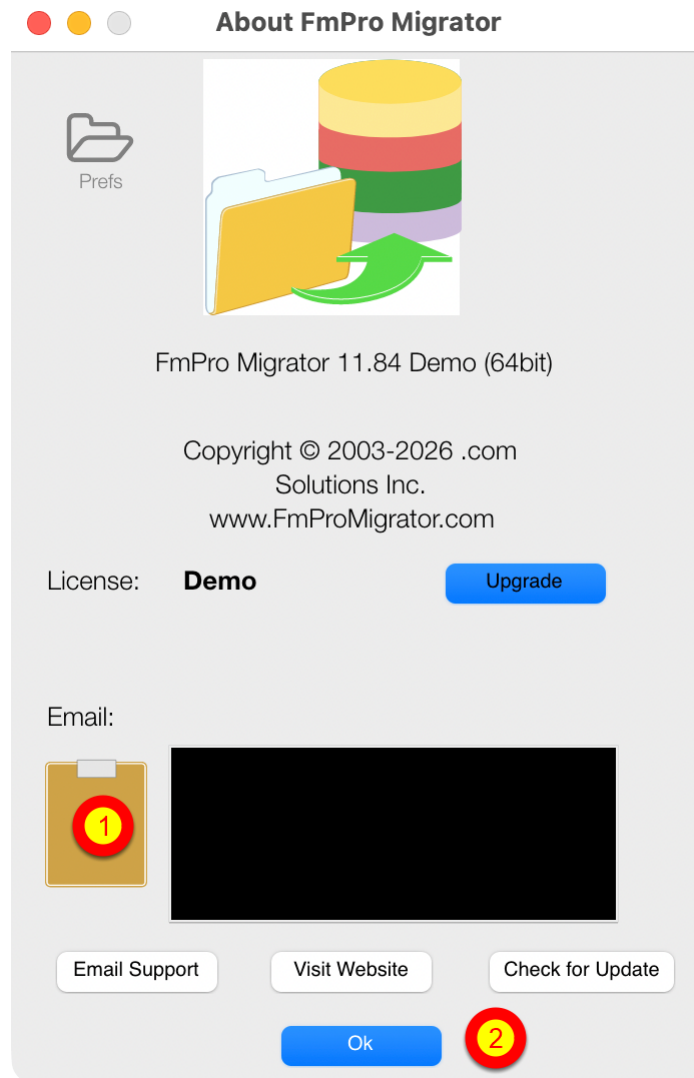 About FmPro Migrator
Prefs
FmPro Migrator 11.84 Demo (64bit)
Copyright © 2003-2026 .com
Solutions Inc.
www.FmProMigrator.com
License: Demo Upgrade
Email:
1
Email Support Visit Website Check for Update
Ok 2